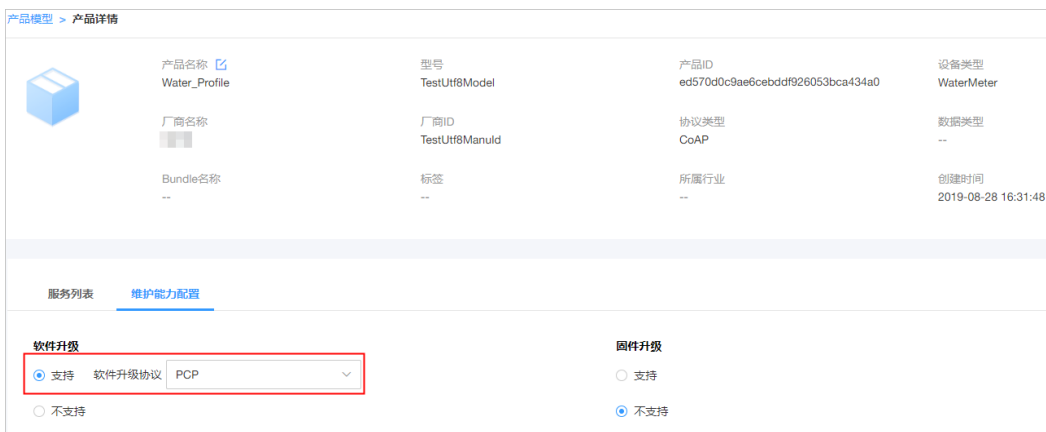 产品模型 > 产品详情
产品名称 型号 产品ID 设备类型
Water_Profile TestUtf8Model ed570d0c9ae6cebddf926053bca434a0 WaterMeter
厂商名称 厂商ID 协议类型 数据类型
TestUtf8ManuId CoAP --
Bundle名称 标签 所属行业 创建时间
-- -- -- 2019-08-28 16:31:48
服务列表 维护能力配置
软件升级 固件升级
支持 软件升级协议 PCP 支持
不支持 不支持